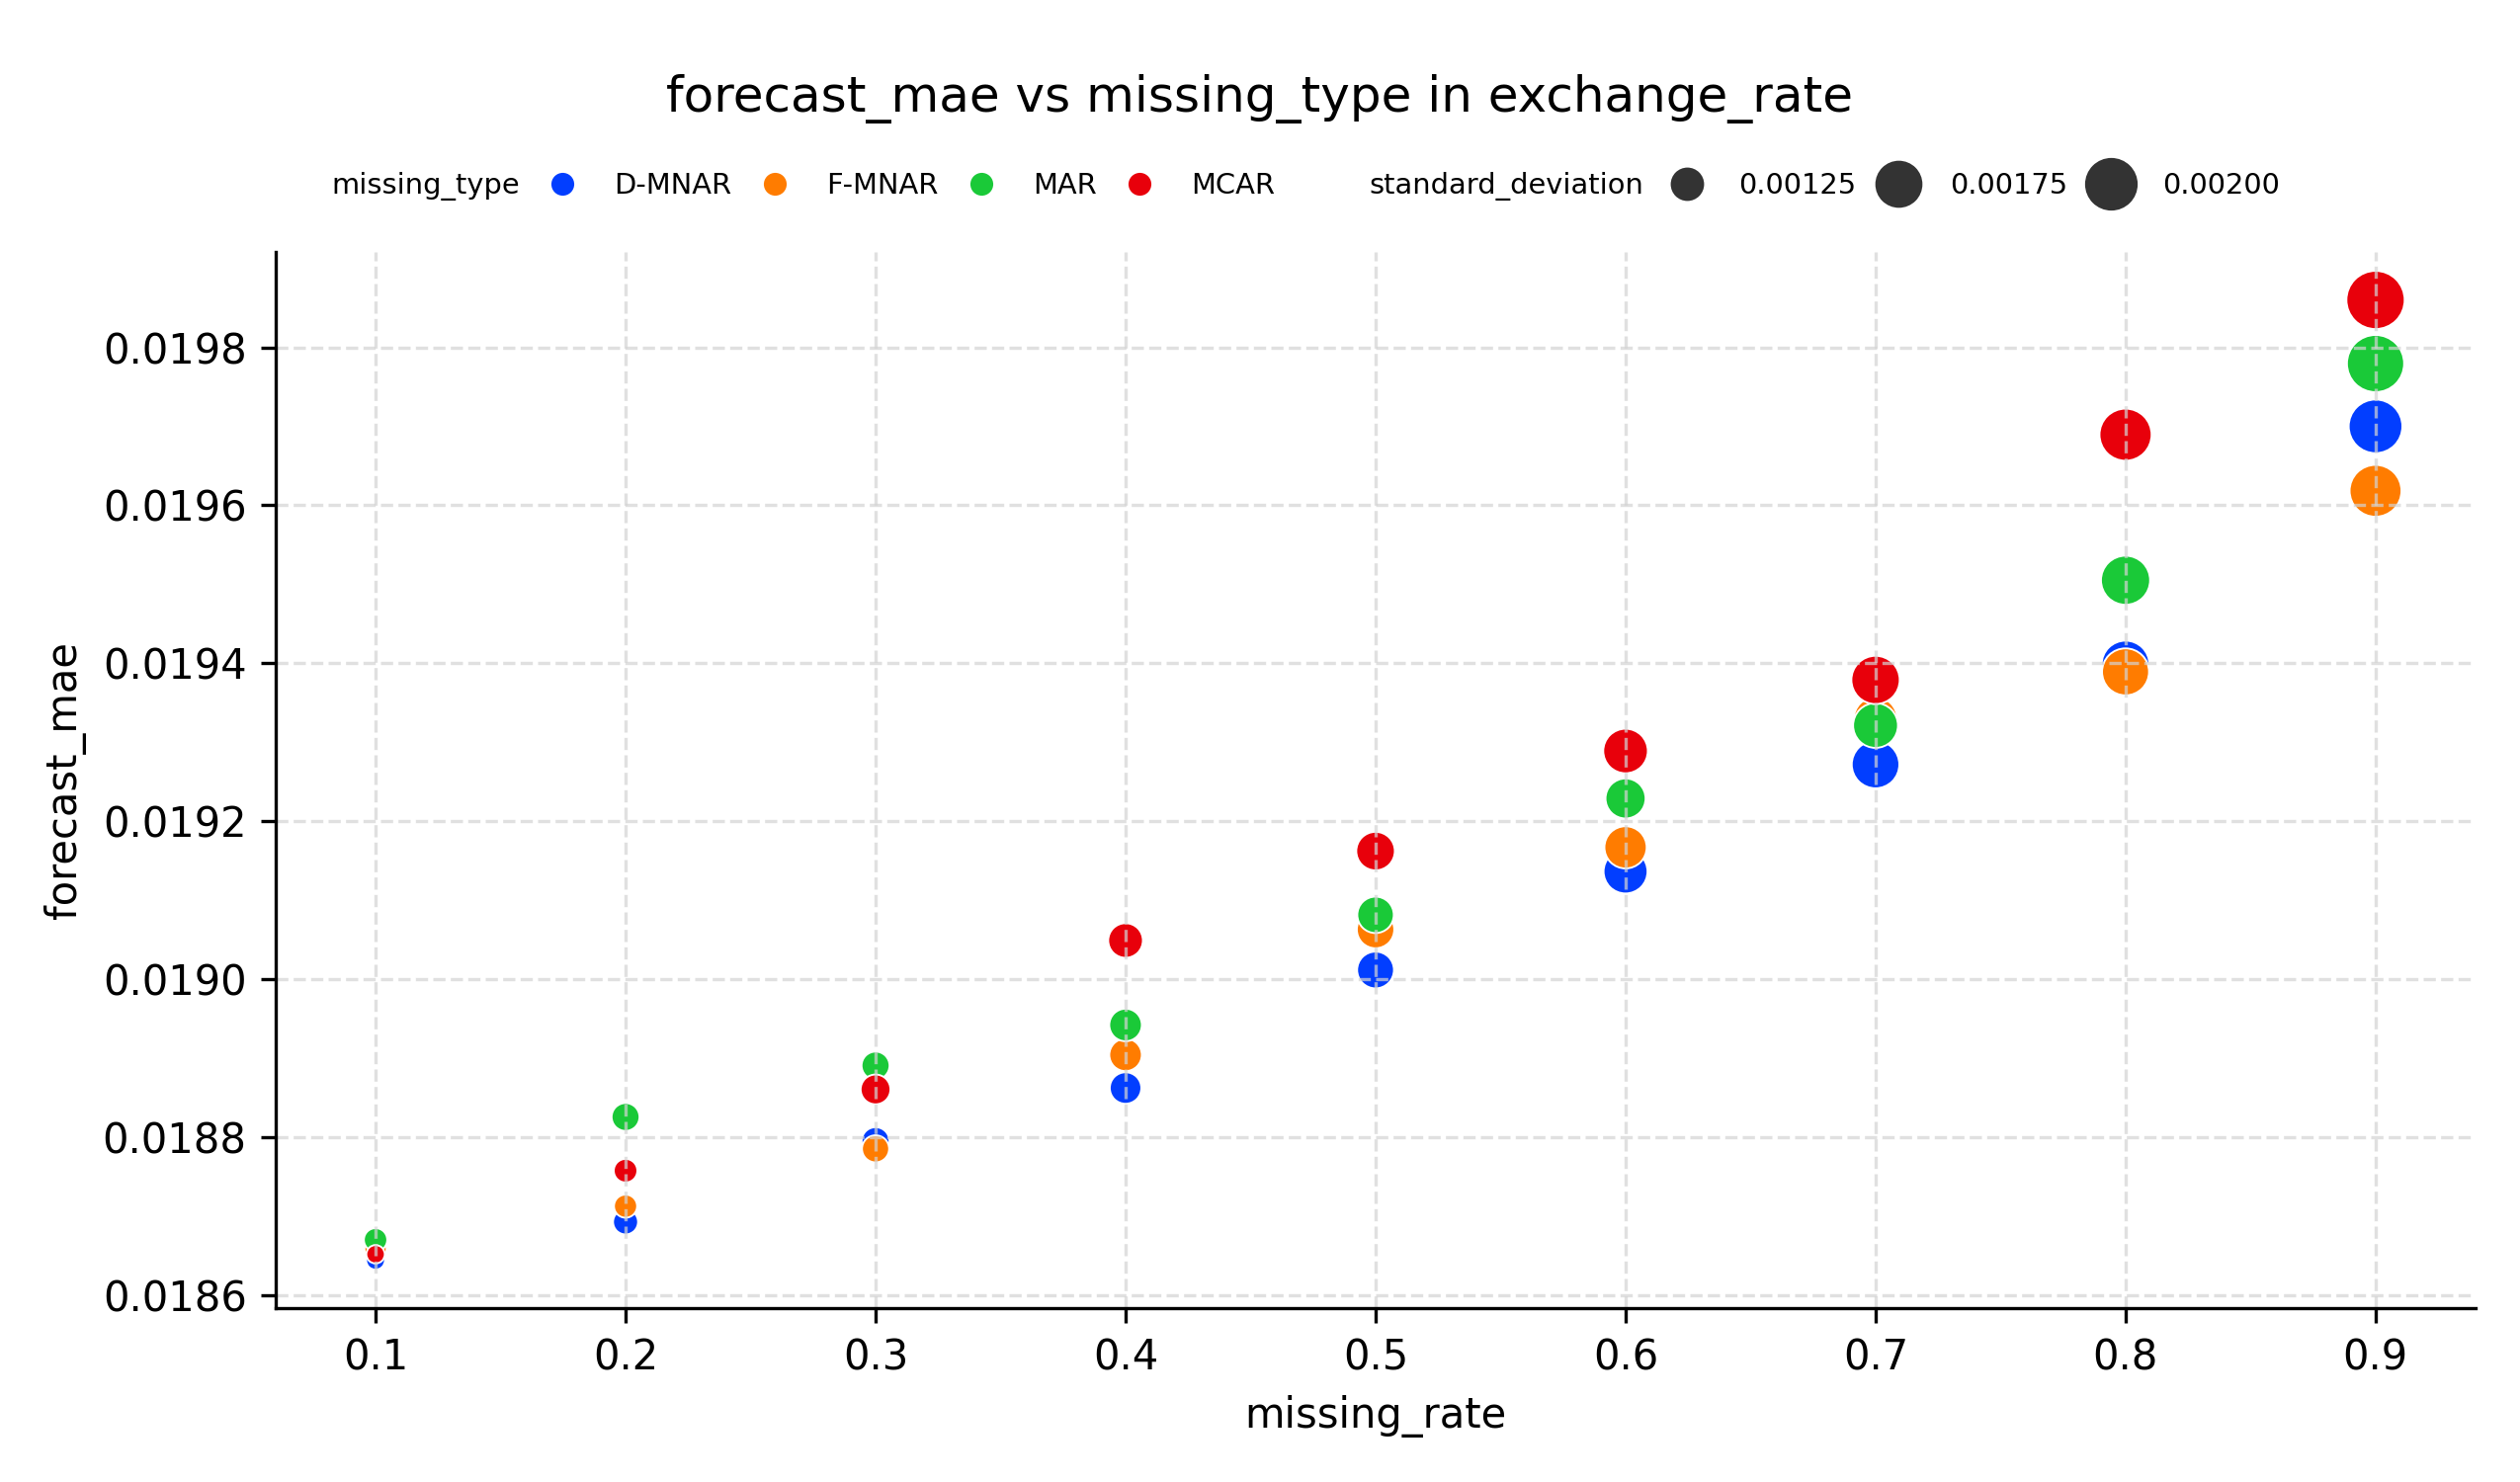 forecast_mae vs missing_type in exchange_rate
missing_type D-MNAR F-MNAR MAR MCAR standard_deviation 0.00125 0.00175 0.00200
0.0198
0.0196
0.0194
0.0192
0.0190
0.0188
0.0186
forecast_mae
0.1 0.2 0.3 0.4 0.5 0.6 0.7 0.8 0.9
missing_rate